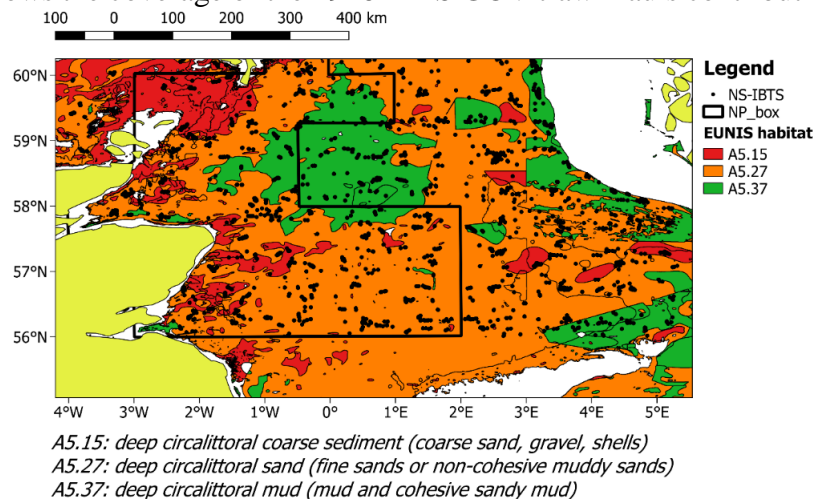 100 0 100 200 300 400 km
60°N
59°N
58°N
57°N
56°N
4°W 3°W 2°W 1°W 0° 1°E 2°E 3°E 4°E 5°E
Legend
NS-IBTS
NP_box
EUNIS habitat
A5.15
A5.27
A5.37
A5.15: deep circalittoral coarse sediment (coarse sand, gravel, shells)
A5.27: deep circalittoral sand (fine sands or non-cohesive muddy sands)
A5.37: deep circalittoral mud (mud and cohesive sandy mud)